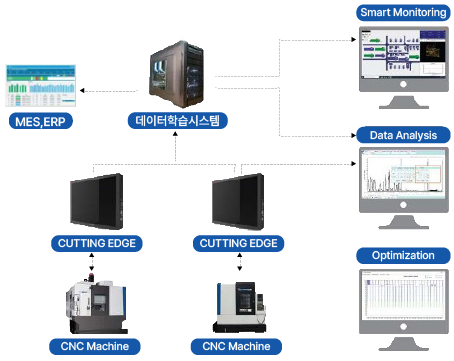 Smart Monitoring
MES,ERP
데이터학습시스템
Data Analysis
CUTTING EDGE
CUTTING EDGE
Optimization
CNC Machine
CNC Machine